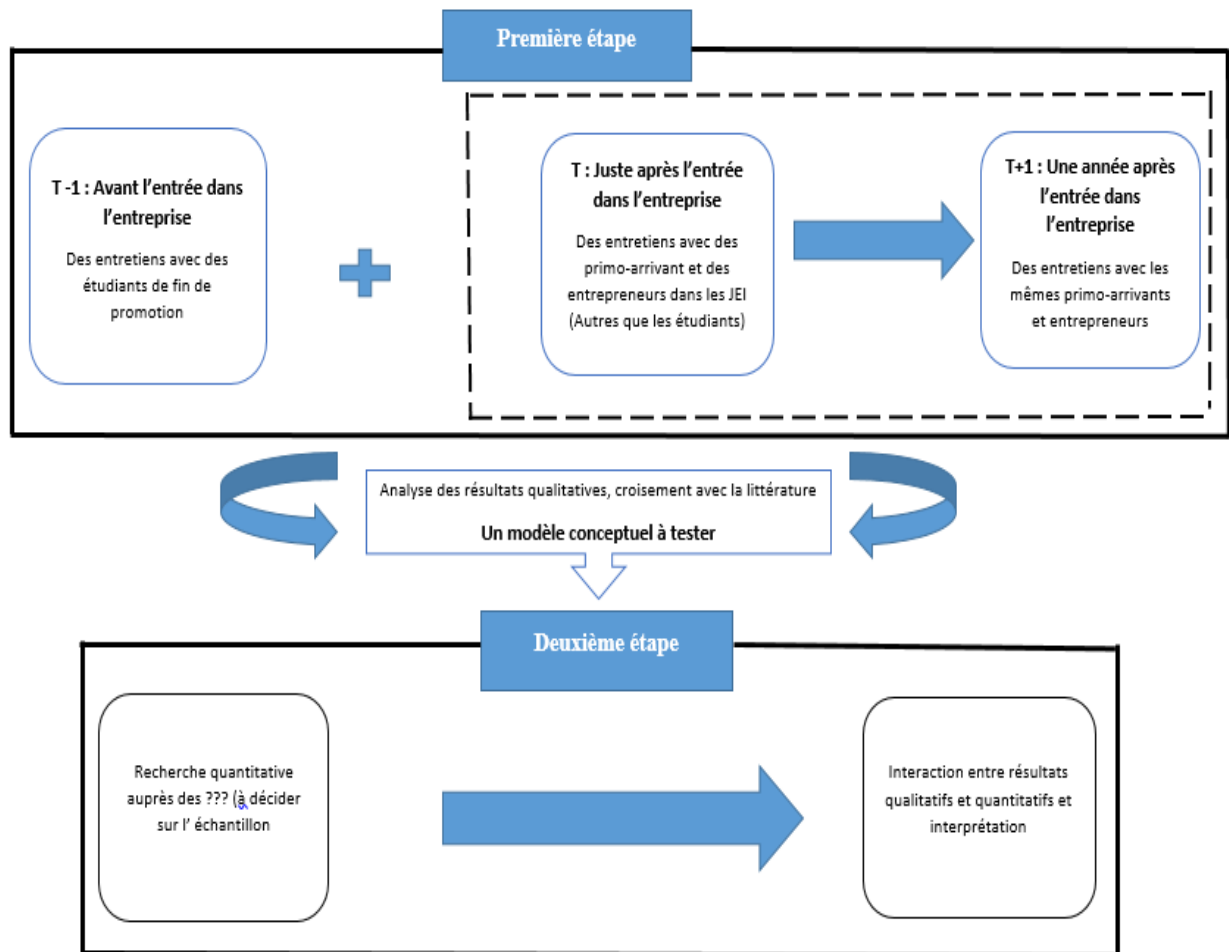 Première étape
T -1 : Avant l'entrée dans
l'entreprise
Des entretiens avec des
étudiants de fin de
promotion
T : Juste après l'entrée
dans l'entreprise
Des entretiens avec des
primo-arrivant et des
entrepreneurs dans les JEI
(Autres que les étudiants)
T+1 : Une année après
l'entrée dans
l'entreprise
Des entretiens avec les
mêmes primo-arrivants
et entrepreneurs
Analyse des résultats qualitatives, croisement avec la littérature
Un modèle conceptuel à tester
Deuxième étape
Recherche quantitative
auprès des ??? (à décider
sur l' échantillon
Interaction entre résultats
qualitatifs et quantitatifs et
interprétation